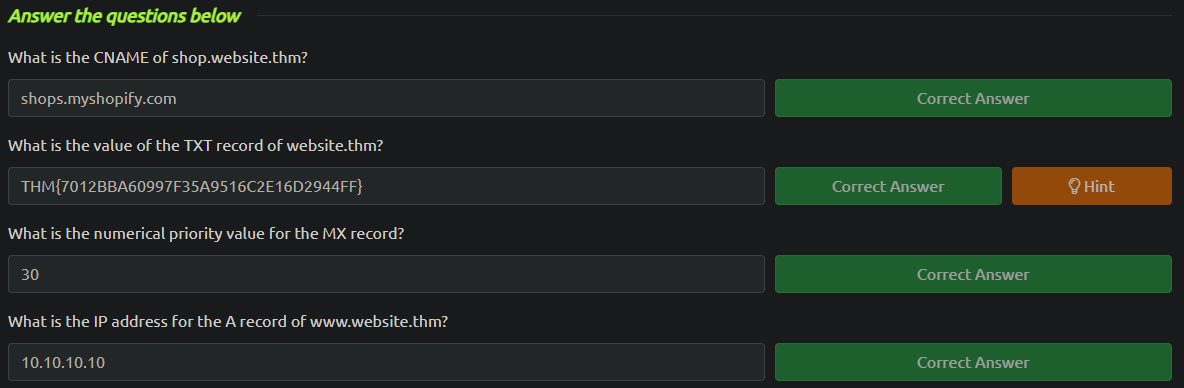 Answer the questions below
What is the CNAME of shop.website.thm?
shops.myshopify.com Correct Answer
What is the value of the TXT record of website.thm?
THM{7012BBA60997F35A9516C2E16D2944FF} Correct Answer Hint
What is the numerical priority value for the MX record?
30 Correct Answer
What is the IP address for the A record of www.website.thm?
10.10.10.10 Correct Answer